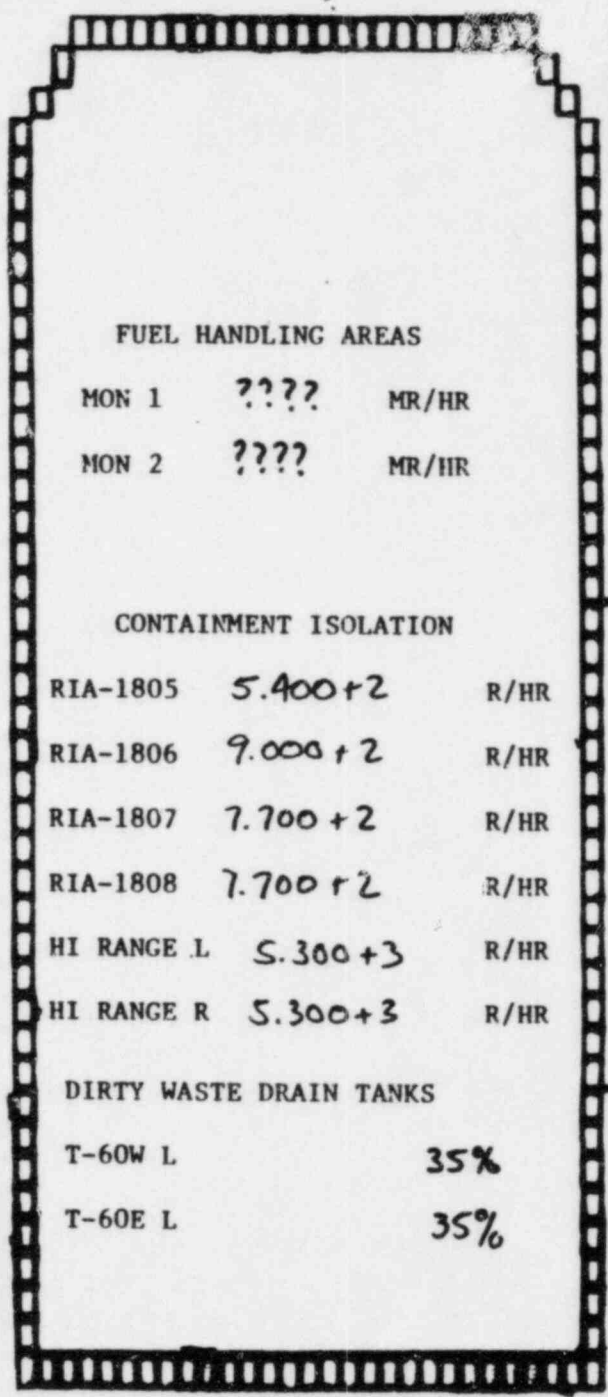 FUEL HANDLING AREAS
MON 1 ???? MR/HR
MON 2 ???? MR/HR
CONTAINMENT ISOLATION
RIA-1805 5.400+2 R/HR
RIA-1806 9.000+2 R/HR
RIA-1807 7.700+2 R/HR
RIA-1808 7.700+2 R/HR
HI RANGE L 5.300+3 R/HR
HI RANGE R 5.300+3 R/HR
DIRTY WASTE DRAIN TANKS
T-60W L 35%
T-60E L 35%